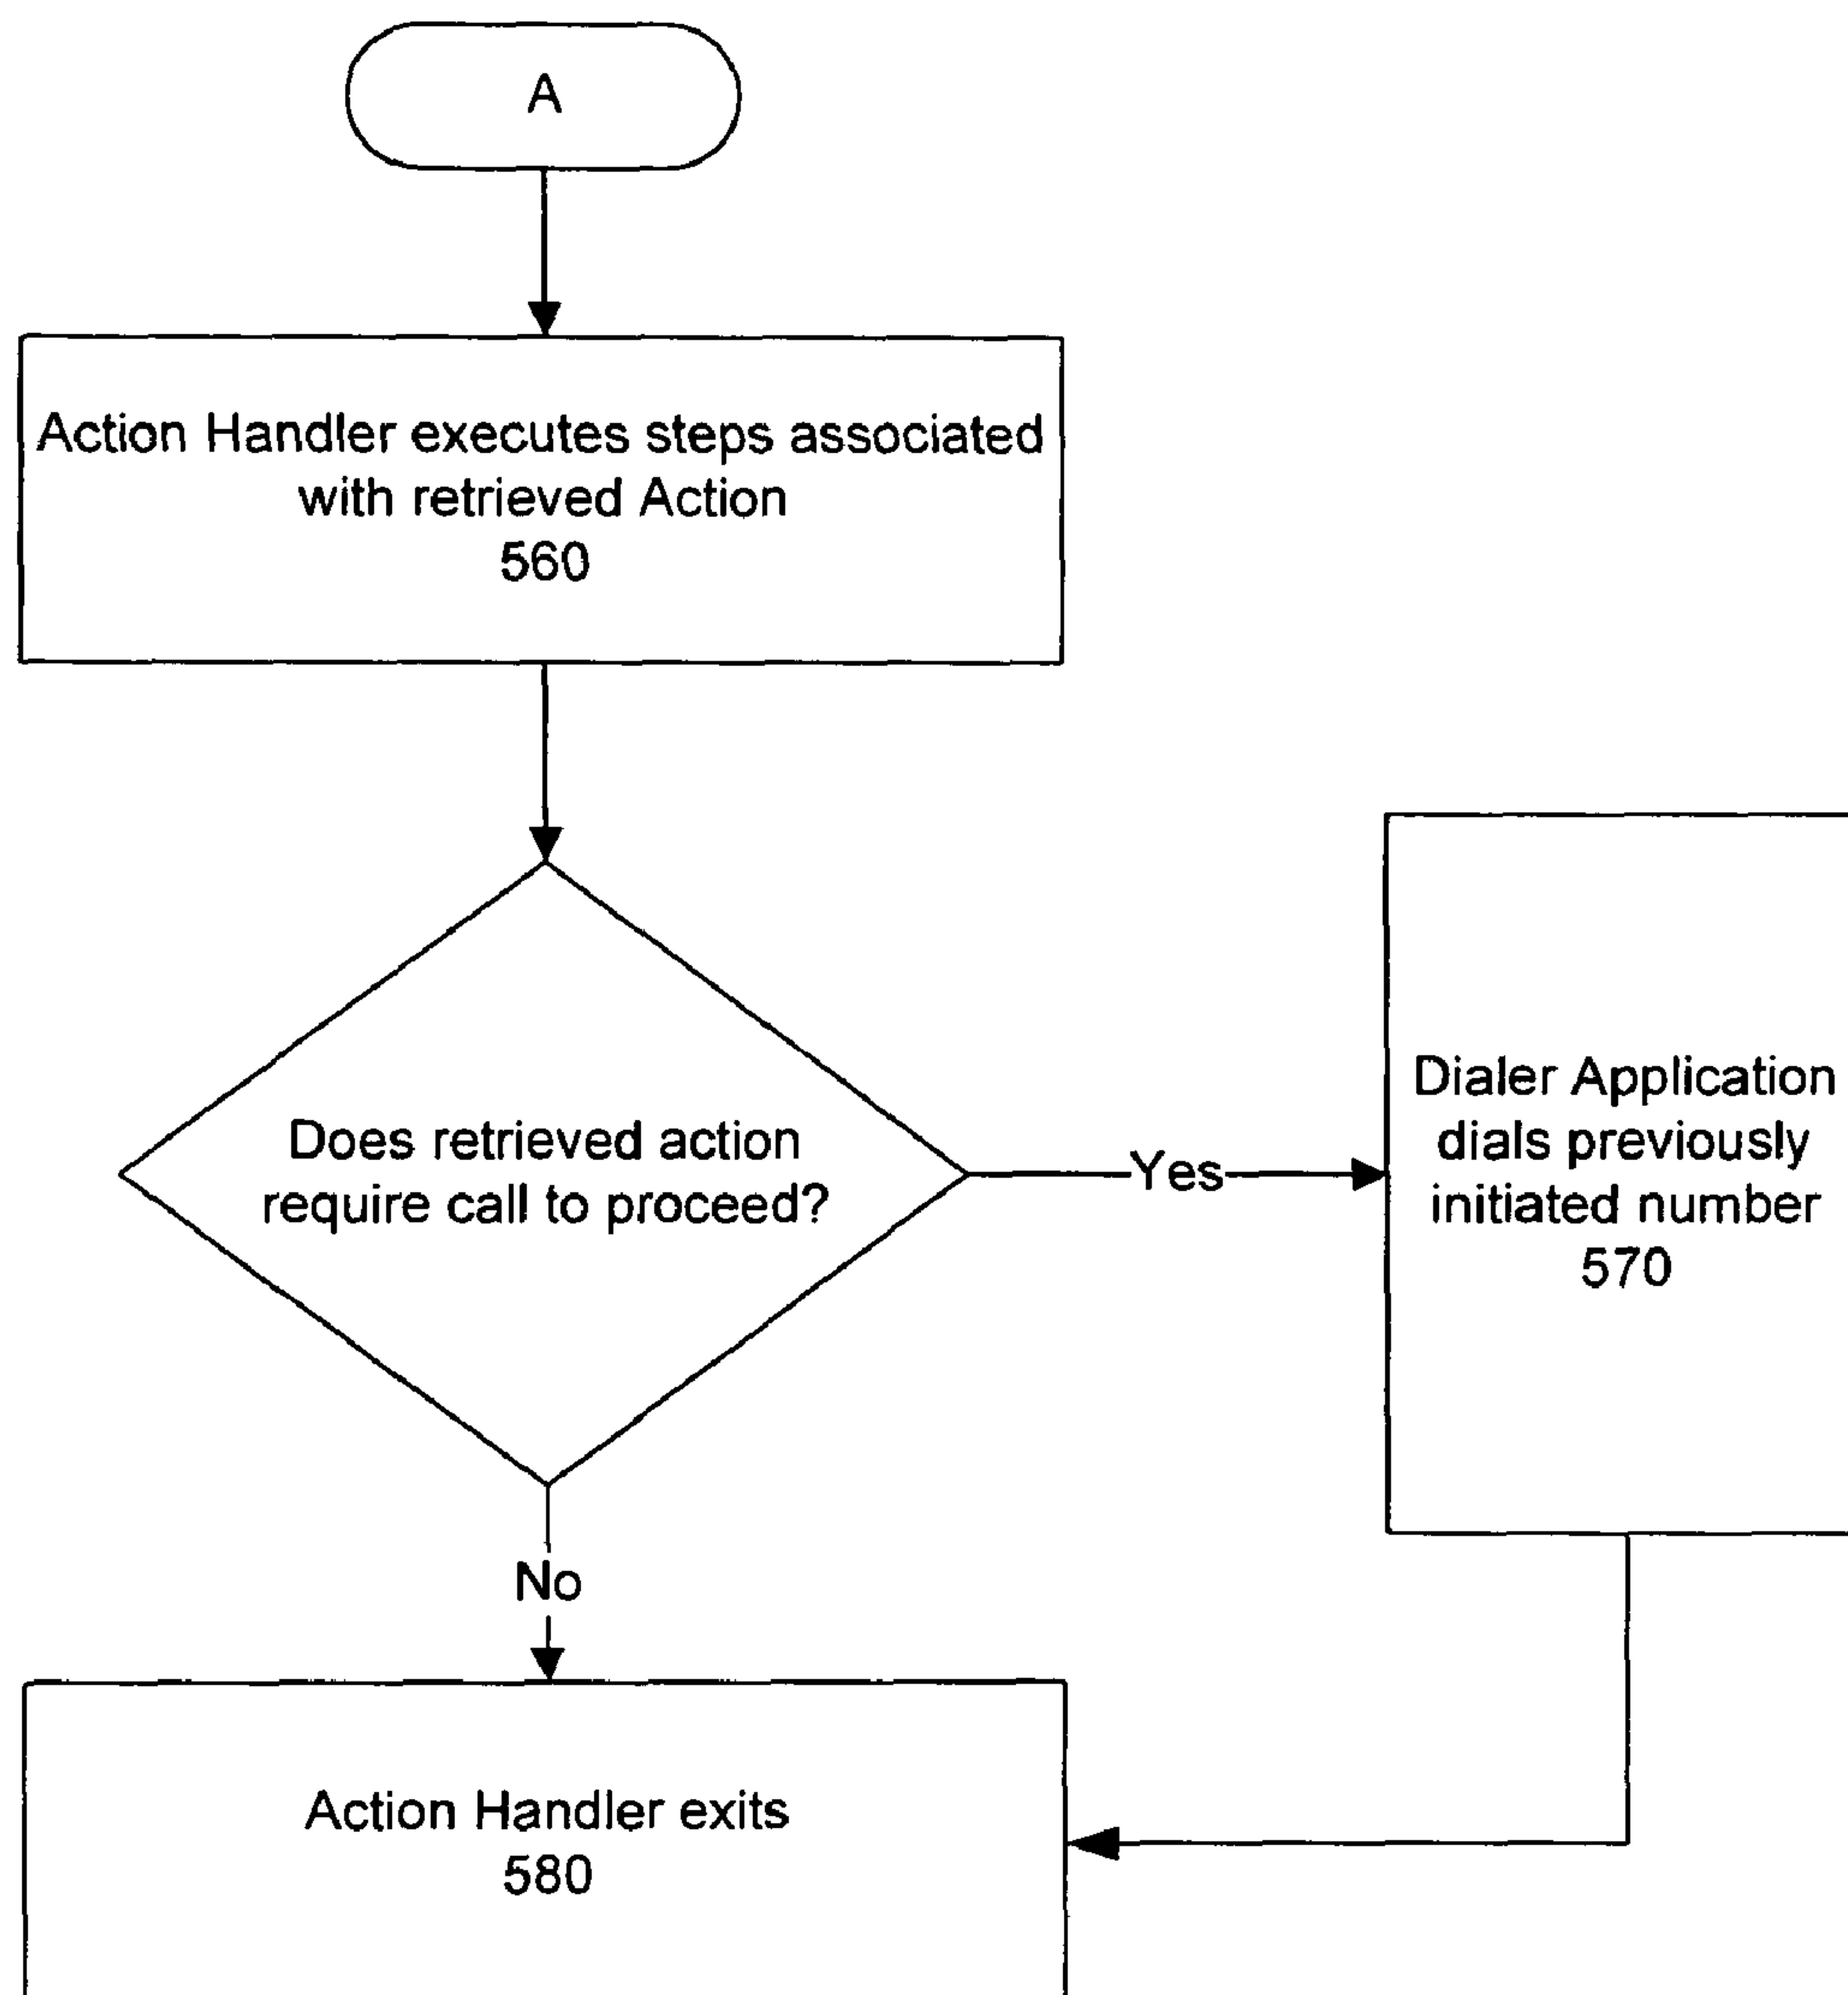 A
Action Handler executes steps associated
with retrieved Action
560
Does retrieved action
require call to proceed?
Yes
Dialer Application
dials previously
initiated number
570
No
Action Handler exits
580